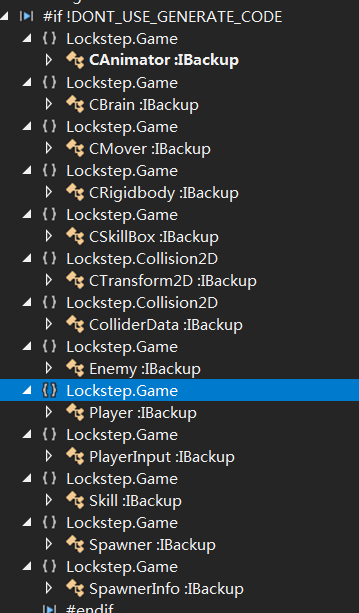 #if !DONT_USE_GENERATE_CODE
Lockstep.Game
CAnimator :IBackup
Lockstep.Game
CBrain :IBackup
Lockstep.Game
CMover :IBackup
Lockstep.Game
CRigidbody :IBackup
Lockstep.Game
CSkillBox :IBackup
Lockstep.Collision2D
CTransform2D :IBackup
Lockstep.Collision2D
ColliderData :IBackup
Lockstep.Game
Enemy :IBackup
Lockstep.Game
Player :IBackup
Lockstep.Game
PlayerInput :IBackup
Lockstep.Game
Skill :IBackup
Lockstep.Game
Spawner :IBackup
Lockstep.Game
SpawnerInfo :IBackup
#endif